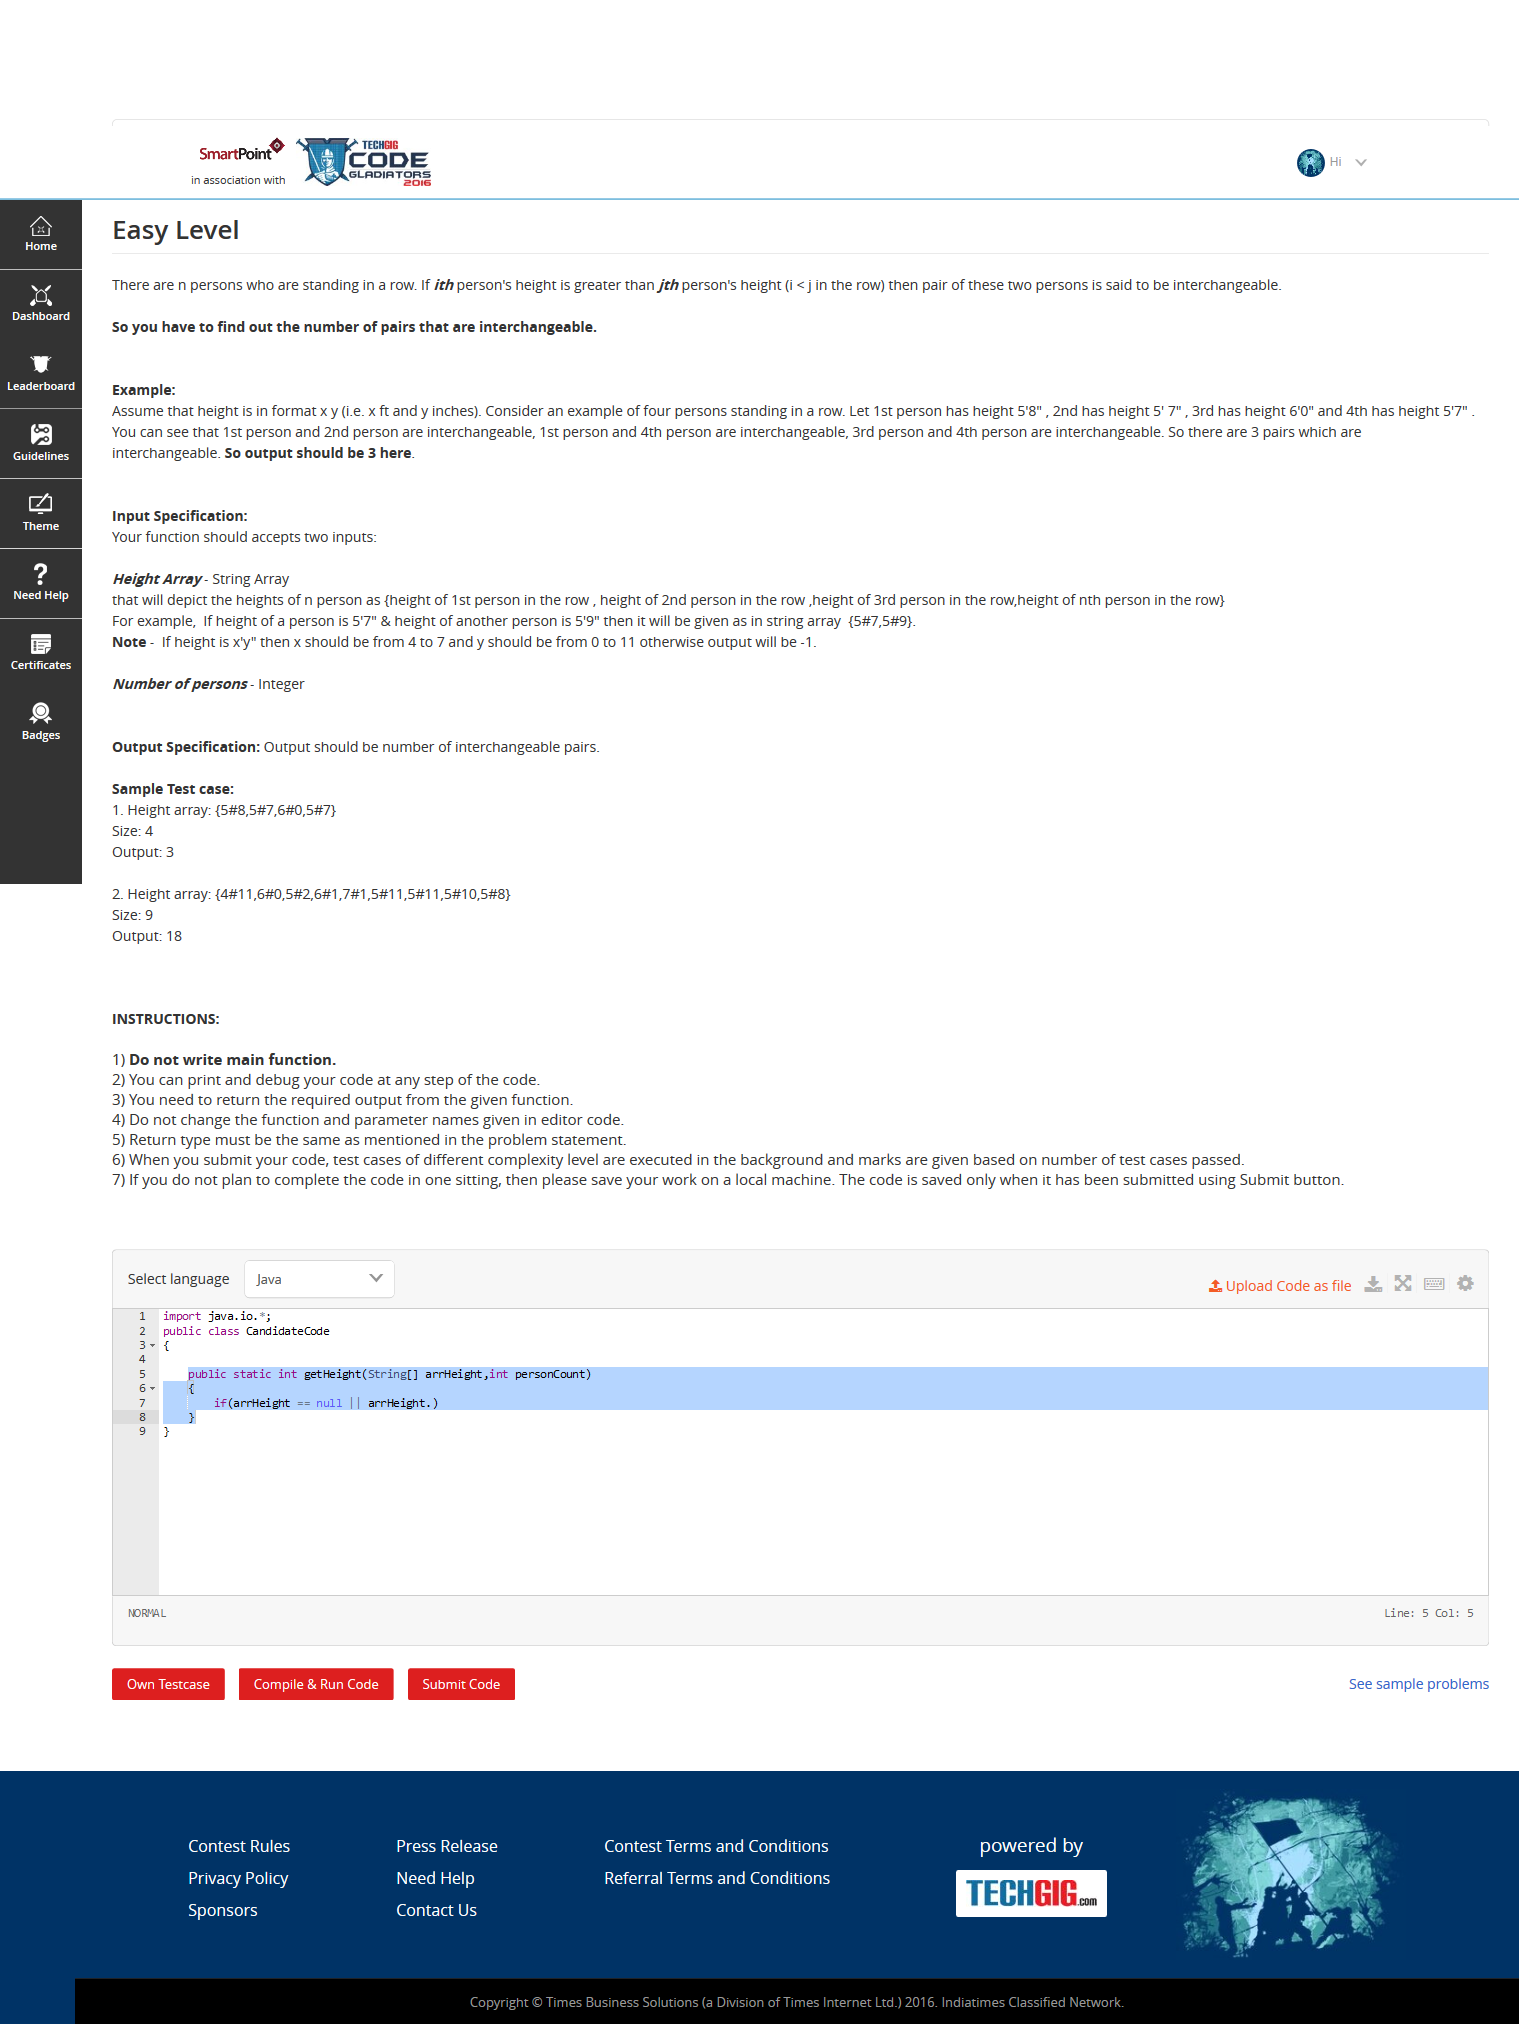 SmartPoint
in association with
TECHGIG
CODE
GLADIATORS
2016
Hi
Home
Dashboard
Leaderboard
Guidelines
Theme
Need Help
Certificates
Badges
Easy Level
There are n persons who are standing in a row. If ith person's height is greater than jth person's height (i < j in the row) then pair of these two persons is said to be interchangeable.
So you have to find out the number of pairs that are interchangeable.
Example:
Assume that height is in format x y (i.e. x ft and y inches). Consider an example of four persons standing in a row. Let 1st person has height 5'8" , 2nd has height 5' 7" , 3rd has height 6'0" and 4th has height 5'7" .
You can see that 1st person and 2nd person are interchangeable, 1st person and 4th person are interchangeable, 3rd person and 4th person are interchangeable. So there are 3 pairs which are
interchangeable. So output should be 3 here.
Input Specification:
Your function should accepts two inputs:
Height Array - String Array
that will depict the heights of n person as {height of 1st person in the row , height of 2nd person in the row ,height of 3rd person in the row,height of nth person in the row}
For example, If height of a person is 5'7" & height of another person is 5'9" then it will be given as in string array {5#7,5#9}.
Note - If height is x'y" then x should be from 4 to 7 and y should be from 0 to 11 otherwise output will be -1.
Number of persons - Integer
Output Specification: Output should be number of interchangeable pairs.
Sample Test case:
1. Height array: {5#8,5#7,6#0,5#7}
Size: 4
Output: 3
2. Height array: {4#11,6#0,5#2,6#1,7#1,5#11,5#11,5#10,5#8}
Size: 9
Output: 18
INSTRUCTIONS:
1) Do not write main function.
2) You can print and debug your code at any step of the code.
3) You need to return the required output from the given function.
4) Do not change the function and parameter names given in editor code.
5) Return type must be the same as mentioned in the problem statement.
6) When you submit your code, test cases of different complexity level are executed in the background and marks are given based on number of test cases passed.
7) If you do not plan to complete the code in one sitting, then please save your work on a local machine. The code is saved only when it has been submitted using Submit button.
Select language
Java
Upload Code as file
1 import java.io.*;
2 public class CandidateCode
3 {
4
5 public static int getHeight(String[] arrHeight,int personCount)
6 {
7 if(arrHeight == null || arrHeight.)
8 }
9 }
NORMAL
Line: 5 Col: 5
Own Testcase
Compile & Run Code
Submit Code
See sample problems
Contest Rules
Press Release
Contest Terms and Conditions
powered by
Privacy Policy
Need Help
Referral Terms and Conditions
TECHGIG.com
Sponsors
Contact Us
Copyright © Times Business Solutions (a Division of Times Internet Ltd.) 2016. Indiatimes Classified Network.